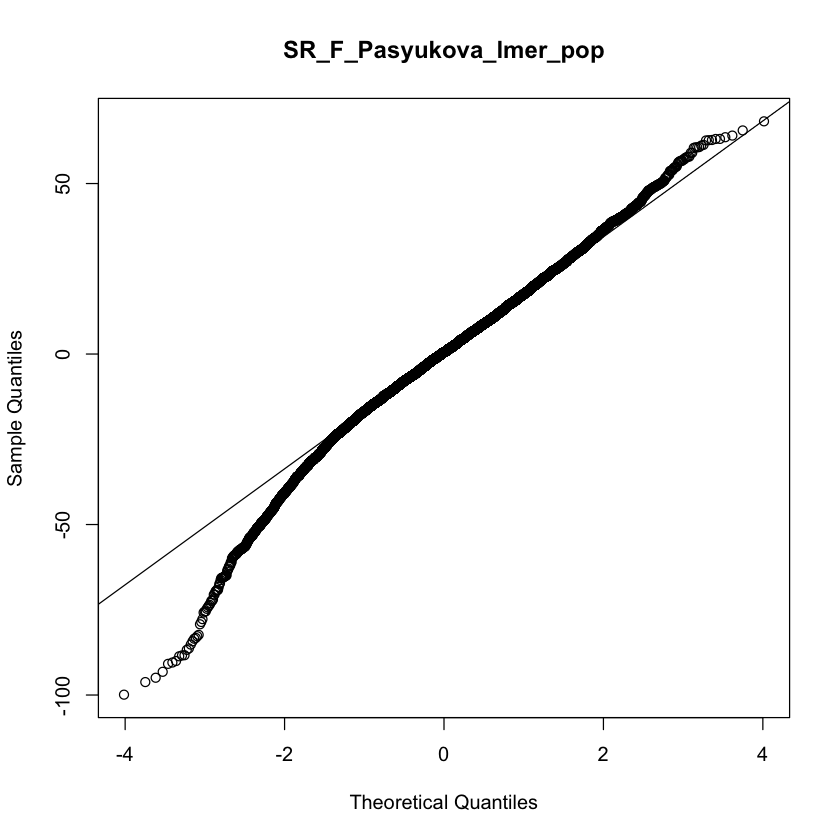 SR_F_Pasyukova_lmer_pop
50
0
-50
-100
Sample Quantiles
-4 -2 0 2 4
Theoretical Quantiles